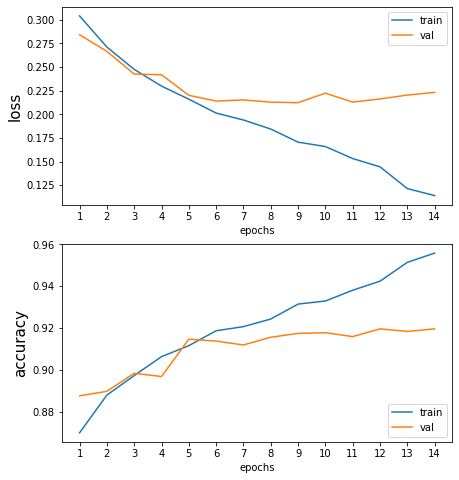 loss
0.300
0.275
0.250
0.225
0.200
0.175
0.150
0.125
train
val
1 2 3 4 5 6 7 8 9 10 11 12 13 14
epochs
accuracy
0.96
0.94
0.92
0.90
0.88
train
val
1 2 3 4 5 6 7 8 9 10 11 12 13 14
epochs